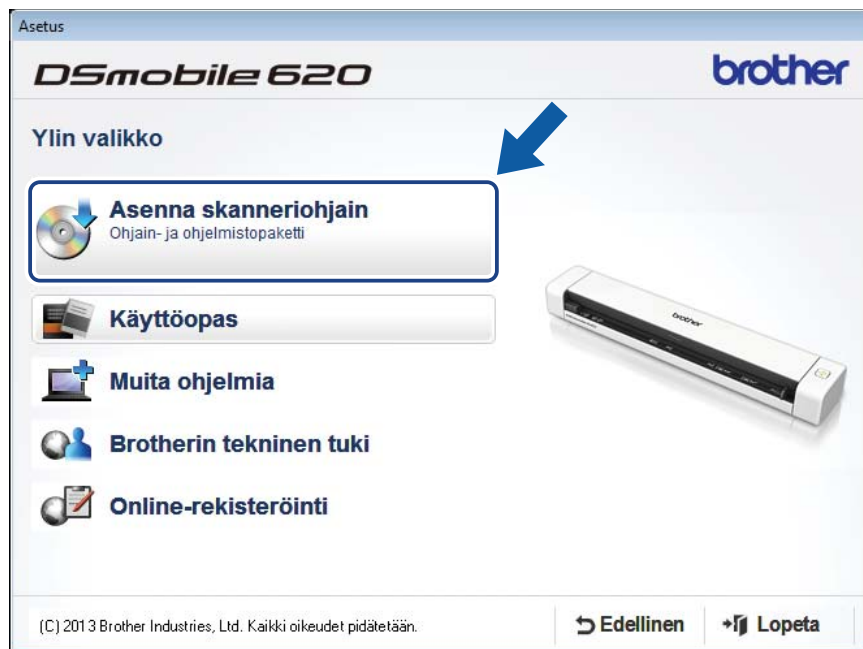 Asetus
DSmobile 620
brother
Ylin valikko
Asenna skanneriohjain
Ohjain- ja ohjelmistopaketti
Käyttöopas
brother
Muita ohjelmia
Brotherin tekninen tuki
Online-rekisteröinti
(C) 2013 Brother Industries, Ltd. Kaikki oikeudet pidätetään.
Edellinen
Lopeta